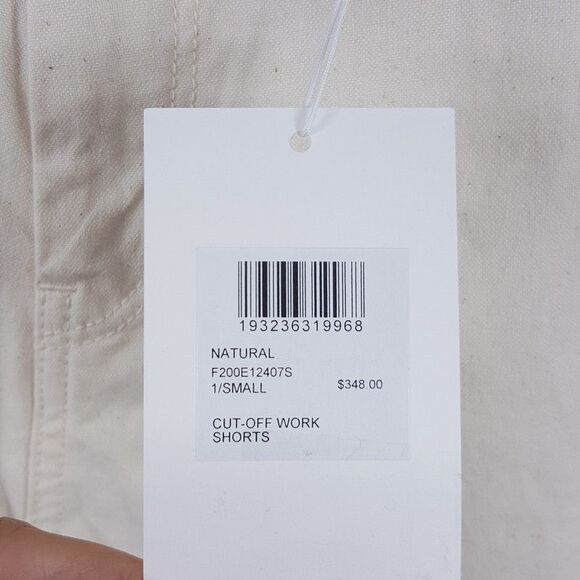 193236319968
NATURAL
F200E12407S
1/SMALL $348.00
CUT-OFF WORK
SHORTS